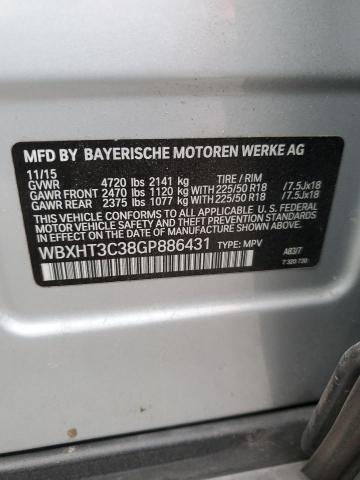 MFD BY BAYERISCHE MOTOREN WERKE AG
11/15 TIRE / RIM
GVWR 4720 lbs 2141 kg
GAWR FRONT 2470 lbs 1120 kg WITH 225/50 R18 /7.5Jx18
GAWR REAR 2375 lbs 1077 kg WITH 225/50 R18 /7.5Jx18
THIS VEHICLE CONFORMS TO ALL APPLICABLE U. S. FEDERAL
MOTOR VEHICLE SAFETY, BUMPER, AND THEFT PREVENTION STANDARDS
IN EFFECT ON THE DATE OF MANUFACTURE SHOWN ABOVE.
WBXHT3C38GP886431 TYPE: MPV
A83/7